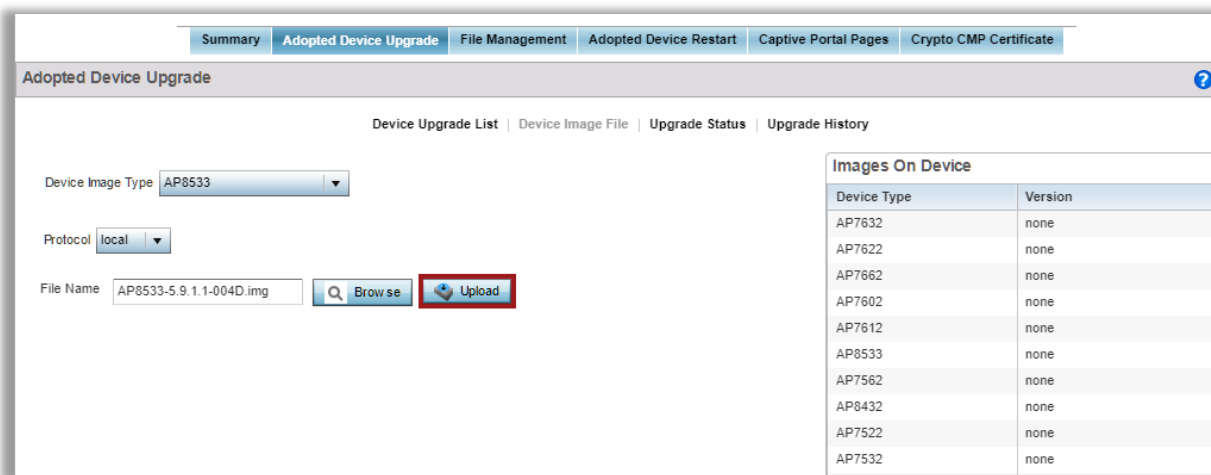 Summary Adopted Device Upgrade File Management Adopted Device Restart Captive Portal Pages Crypto CMP Certificate
Adopted Device Upgrade ?
Device Upgrade List | Device Image File | Upgrade Status | Upgrade History
Device Image Type AP8533
Protocol local
File Name AP8533-5.9.1.1-004D.img Browse Upload
Images On Device
Device Type Version
AP7632 none
AP7622 none
AP7662 none
AP7602 none
AP7612 none
AP8533 none
AP7562 none
AP8432 none
AP7522 none
AP7532 none